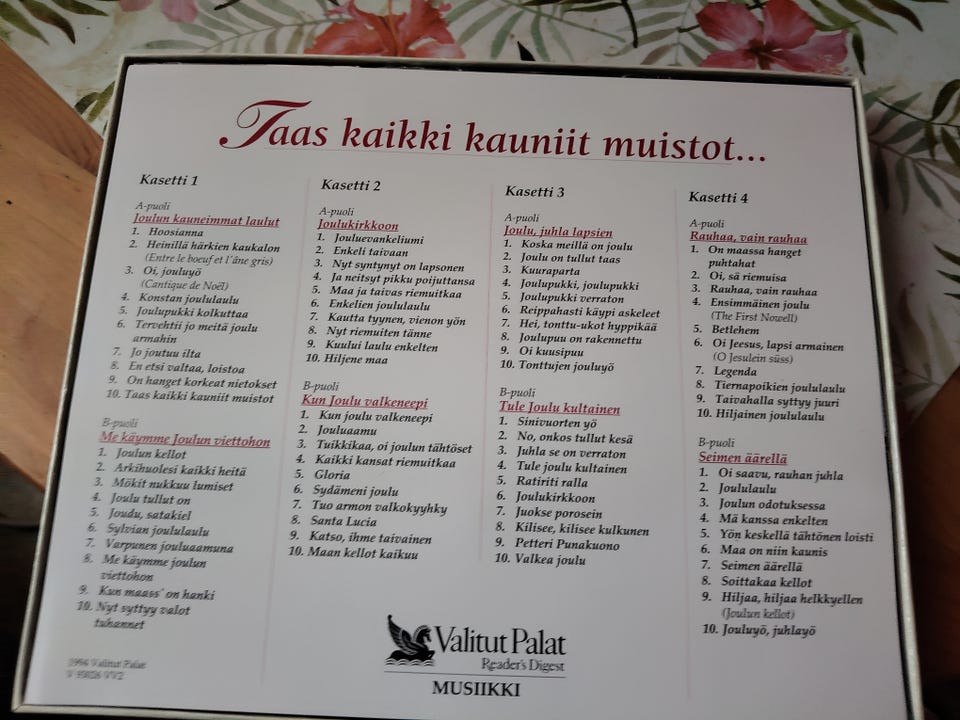 Taas kaikki kauniit muistot...
Kasetti 1
A-puoli
Joulun kauneimmat laulut
1. Hoosianna
2. Heinillä härkien kaukalon
(Entre le boeuf et l'âne gris)
3. Oi, jouluyö
(Cantique de Noël)
4. Konstan joululaulu
5. Joulupukki kolkuttaa
6. Tervehtii jo meitä joulu
armahin
7. Jo joutuu ilta
8. En etsi valtaa, loistoa
9. On hanget korkeat nietokset
10. Taas kaikki kauniit muistot
B-puoli
Me käymme Joulun viettohon
1. Joulun kellot
2. Arkihuolesi kaikki heitä
3. Mökit nukkuu lumiset
4. Joulu tullut on
5. Joudu, satakiel
6. Sylvian joululaulu
7. Varpunen jouluaamuna
8. Me käymme joulun
viettohon
9. Kun maass' on hanki
10. Nyt syttyy valot
tuhannet
1994 Valitut Palat
Kasetti 2
A-puoli
Joulukirkkoon
1. Jouluevankeliumi
2. Enkeli taivaan
3. Nyt syntynyt on lapsonen
4. Ja neitsyt pikku poijuttansa
5. Maa ja taivas riemuitkaa
6. Enkelien joululaulu
7. Kautta tyynen, vienon yön
8. Nyt riemuiten tänne
9. Kuului laulu enkelten
10. Hiljene maa
B-puoli
Kun Joulu valkeneepi
1. Kun joulu valkeneepi
2. Jouluaamu
3. Tuikkikaa, oi joulun tähtöset
4. Kaikki kansat riemuitkaa
5. Gloria
6. Sydämeni joulu
7. Tuo armon valkokyyhky
8. Santa Lucia
9. Katso, ihme taivainen
10. Maan kellot kaikuu
Kasetti 3
A-puoli
Joulu, juhla lapsien
1. Koska meillä on joulu
2. Joulu on tullut taas
3. Kuuraparta
4. Joulupukki, joulupukki
5. Joulupukki verraton
6. Reippahasti käypi askeleet
7. Hei, tonttu-ukot hyppikää
8. Joulupuu on rakennettu
9. Oi kuusipuu
10. Tonttujen jouluyö
B-puoli
Tule Joulu kultainen
1. Sinivuorten yö
2. No, onkos tullut kesä
3. Juhla se on verraton
4. Tule joulu kultainen
5. Ratiriti ralla
6. Joulukirkkoon
7. Juokse porosein
8. Kilisee, kilisee kulkunen
9. Petteri Punakuono
10. Valkea joulu
Kasetti 4
A-puoli
Rauhaa, vain rauhaa
1. On maassa hanget
puhtahat
2. Oi, sä riemuisa
3. Rauhaa, vain rauhaa
4. Ensimmäinen joulu
(The First Nowell)
5. Betlehem
6. Oi Jeesus, lapsi armainen
(O Jesulein süss)
7. Legenda
8. Tiernapoikien joululaulu
9. Taivahalla syttyy juuri
10. Hiljainen joululaulu
B-puoli
Seimen äärellä
1. Oi saavu, rauhan juhla
2. Joululaulu
3. Joulun odotuksessa
4. Mä kanssa enkelten
5. Yön keskellä tähtönen loisti
6. Maa on niin kaunis
7. Seimen äärellä
8. Soittakaa kellot
9. Hiljaa, hiljaa helkkyellen
(Joulun kellot)
10. Jouluyö, juhlayö
Valitut Palat
Reader's Digest
MUSIIKKI